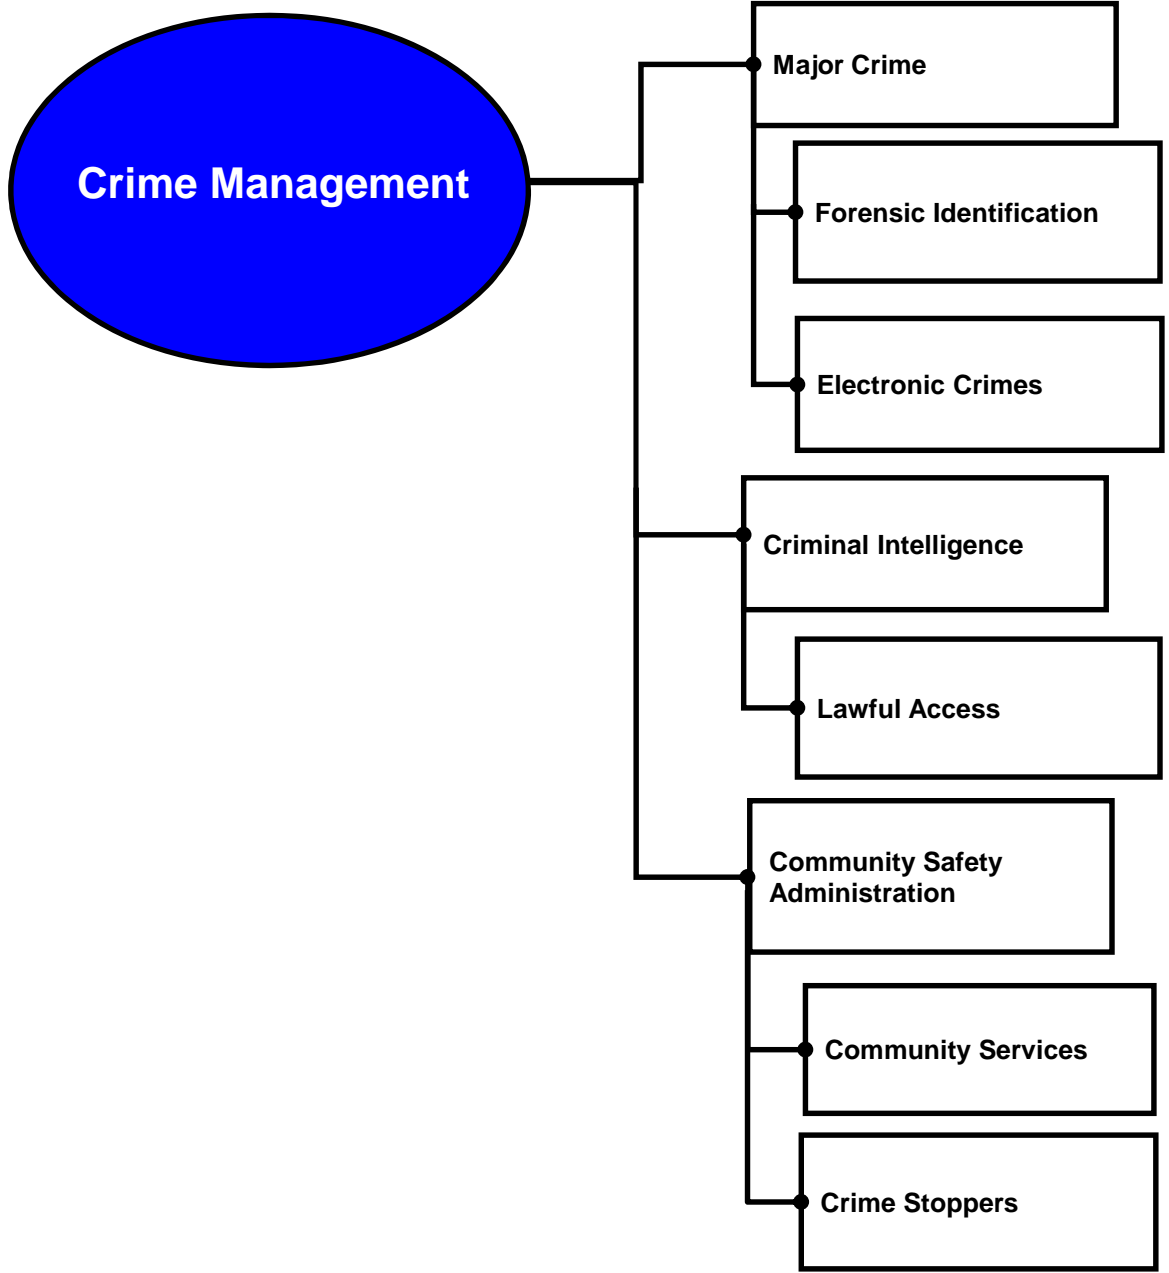 Crime Management
Major Crime
Forensic Identification
Electronic Crimes
Criminal Intelligence
Lawful Access
Community Safety
Administration
Community Services
Crime Stoppers